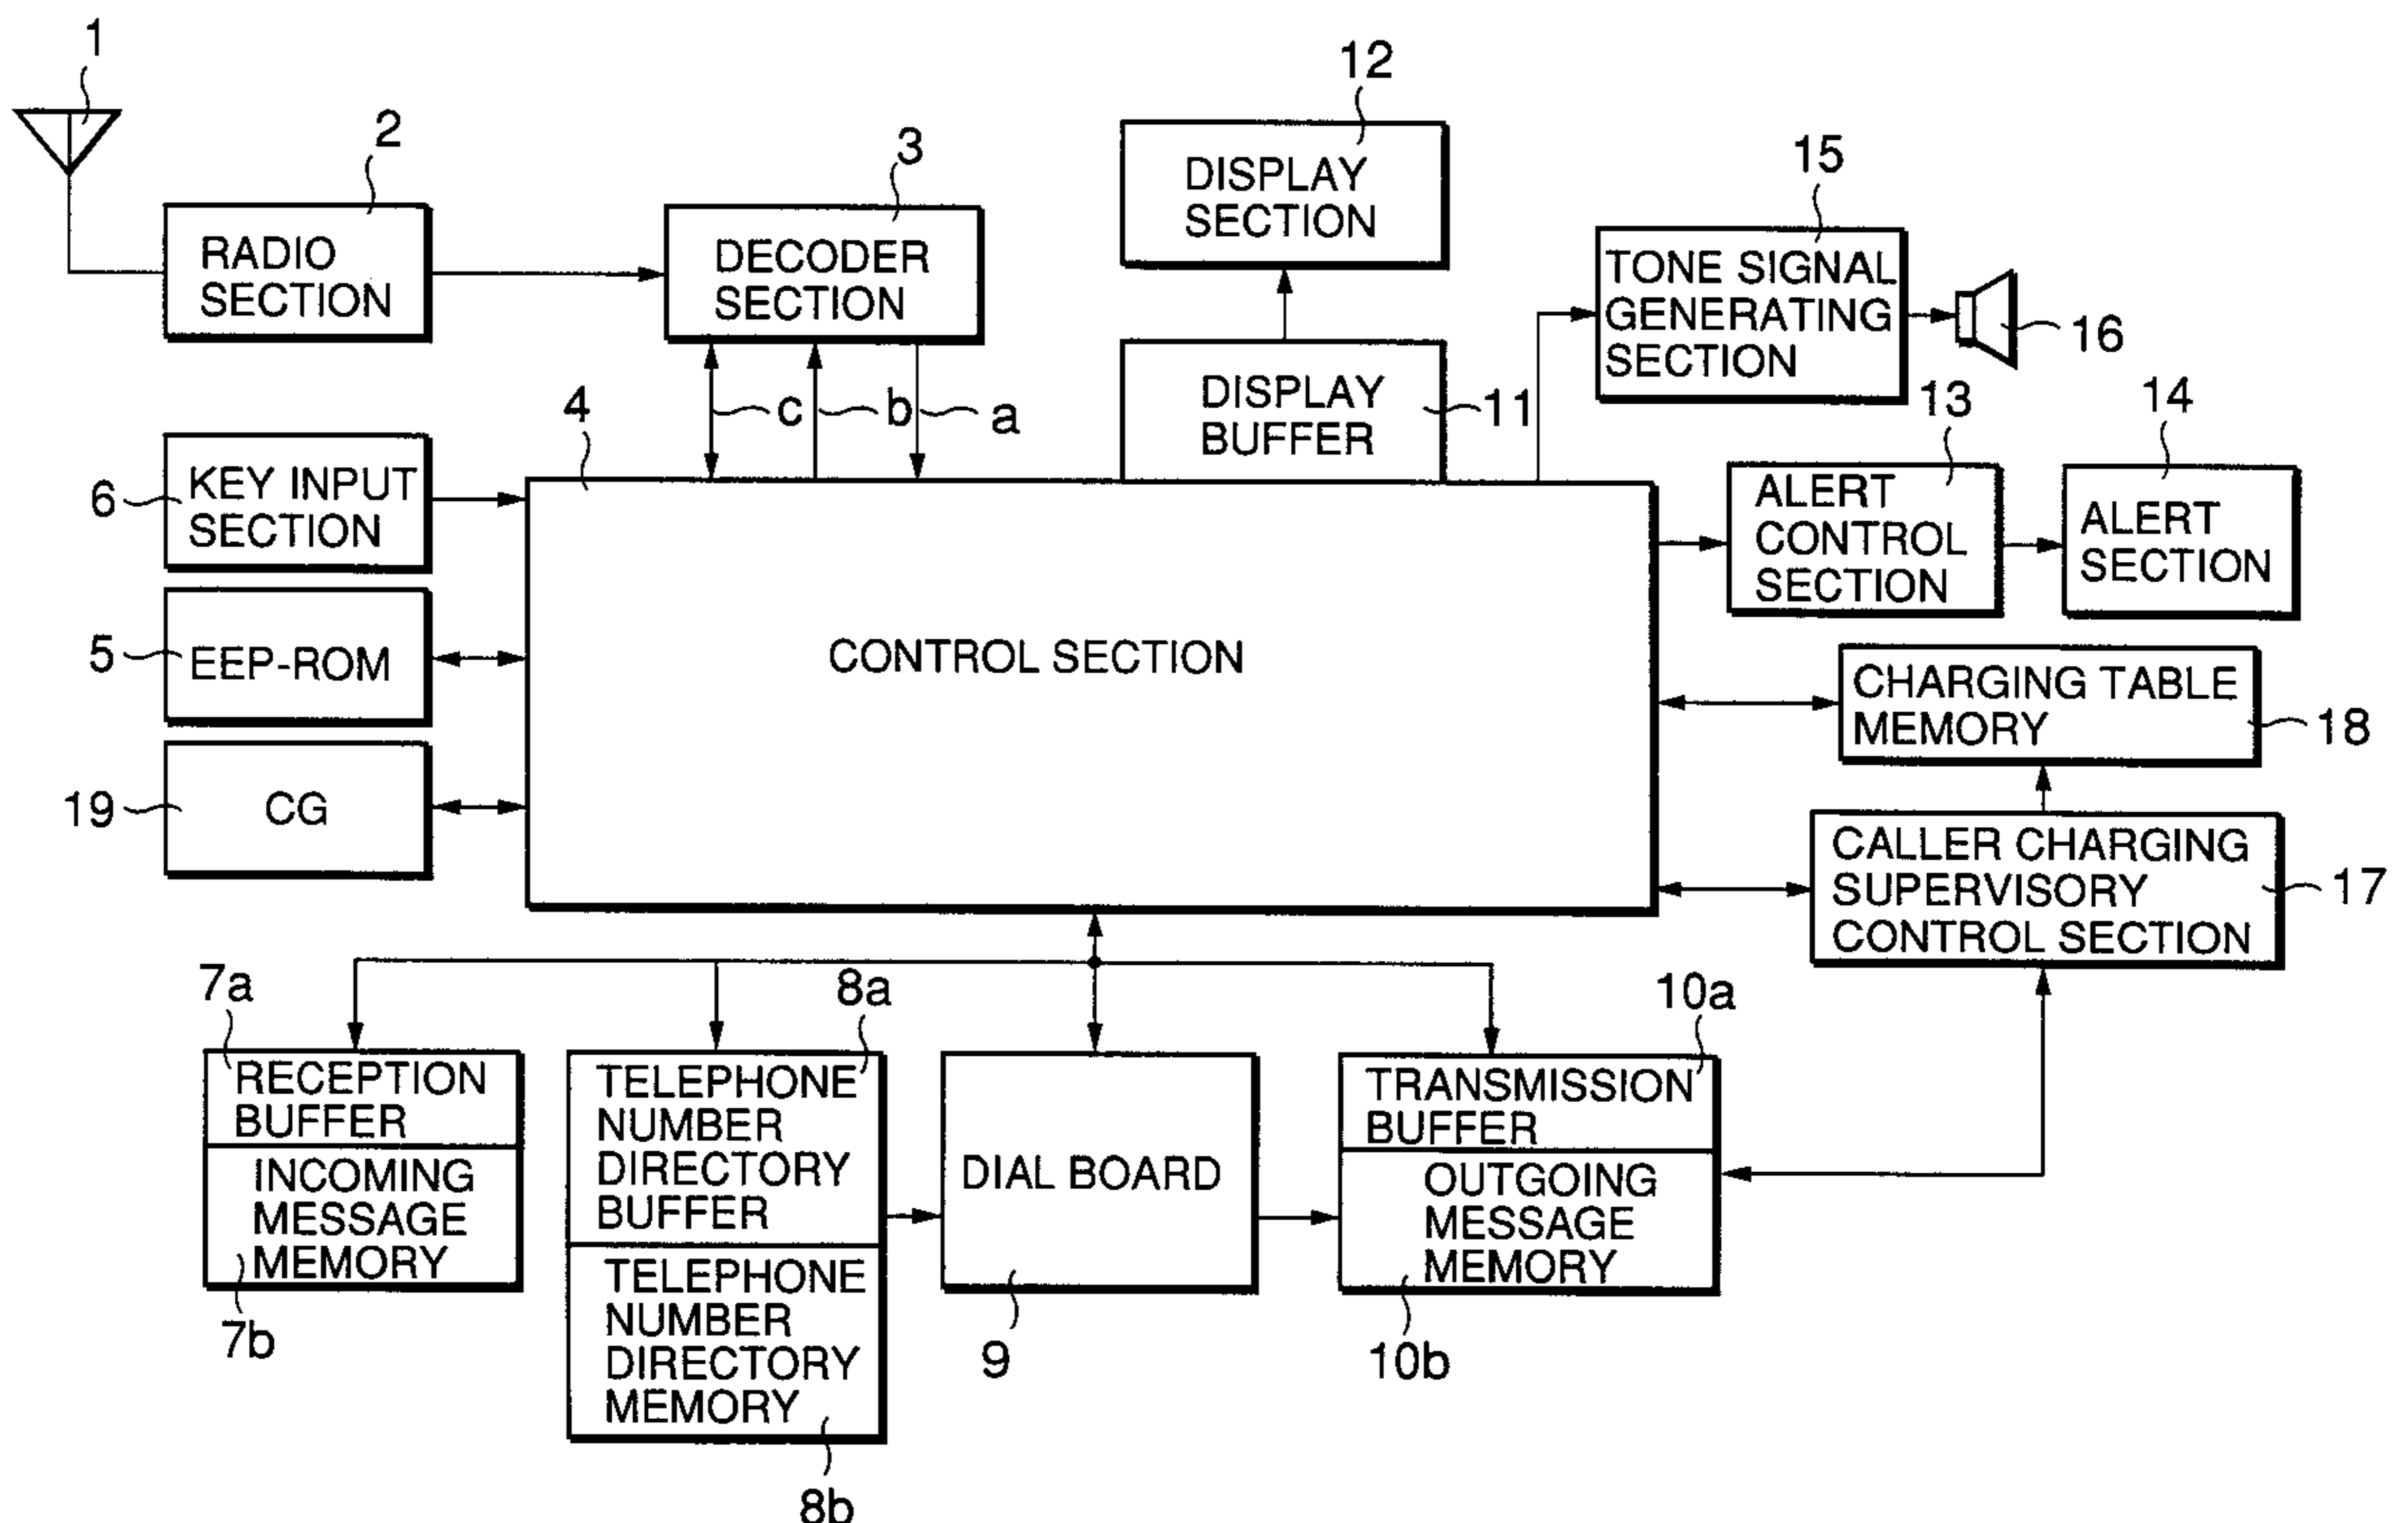 1
2
RADIO
SECTION
3
DECODER
SECTION
12
DISPLAY
SECTION
15
TONE SIGNAL
GENERATING
SECTION
16
c
b
a
4
DISPLAY
BUFFER
11
13
ALERT
CONTROL
SECTION
14
ALERT
SECTION
6
KEY INPUT
SECTION
5
EEP-ROM
CONTROL SECTION
CHARGING TABLE
MEMORY
18
19
CG
CALLER CHARGING
SUPERVISORY
CONTROL SECTION
17
7a
RECEPTION
BUFFER
INCOMING
MESSAGE
MEMORY
7b
8a
TELEPHONE
NUMBER
DIRECTORY
BUFFER
TELEPHONE
NUMBER
DIRECTORY
MEMORY
8b
DIAL BOARD
9
10a
TRANSMISSION
BUFFER
OUTGOING
MESSAGE
MEMORY
10b